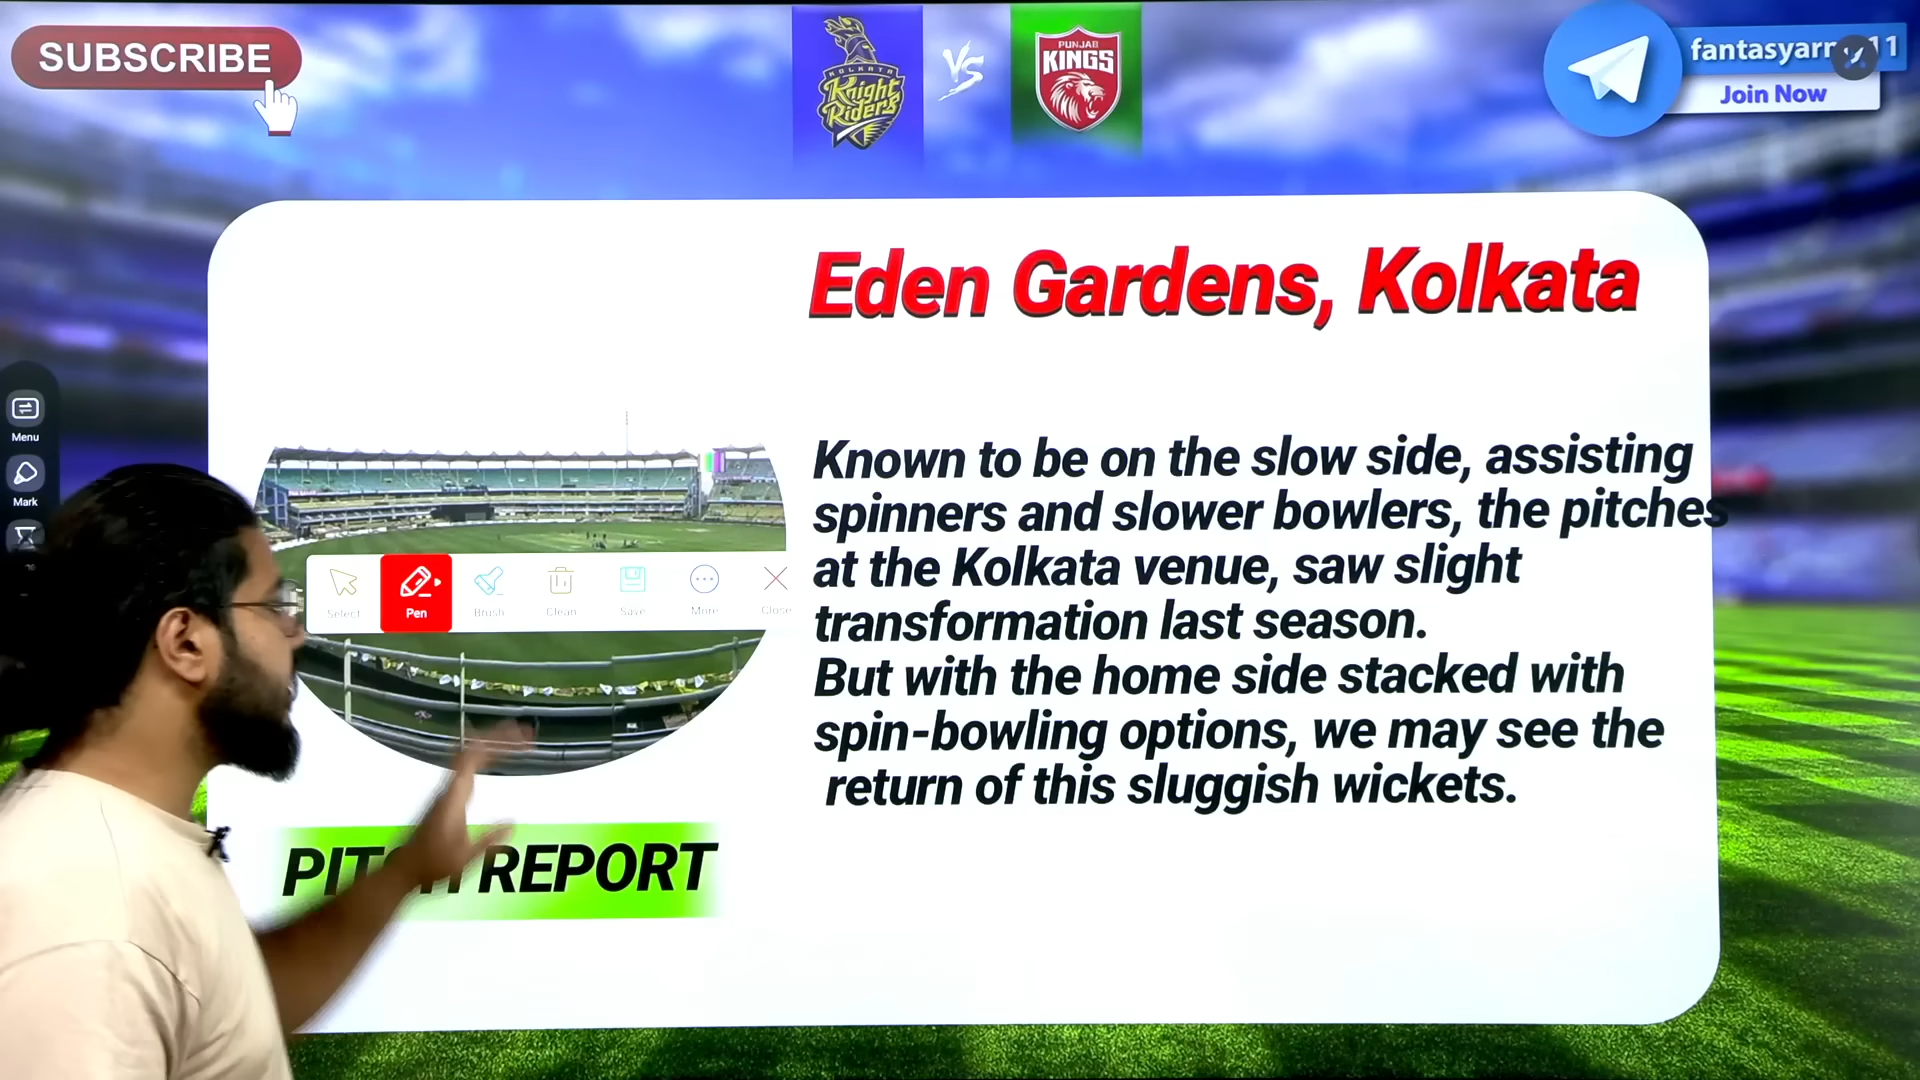 SUBSCRIBE
KOLKATA
Knight
Riders
VS
PUNJAB
KINGS
Join Now
Eden Gardens, Kolkata
Known to be on the slow side, assisting
spinners and slower bowlers, the pitches
at the Kolkata venue, saw slight
transformation last season.
But with the home side stacked with
spin-bowling options, we may see the
return of this sluggish wickets.
Menu
Mark
Select
Pen
Brush
Clean
Save
More
Close
REPORT